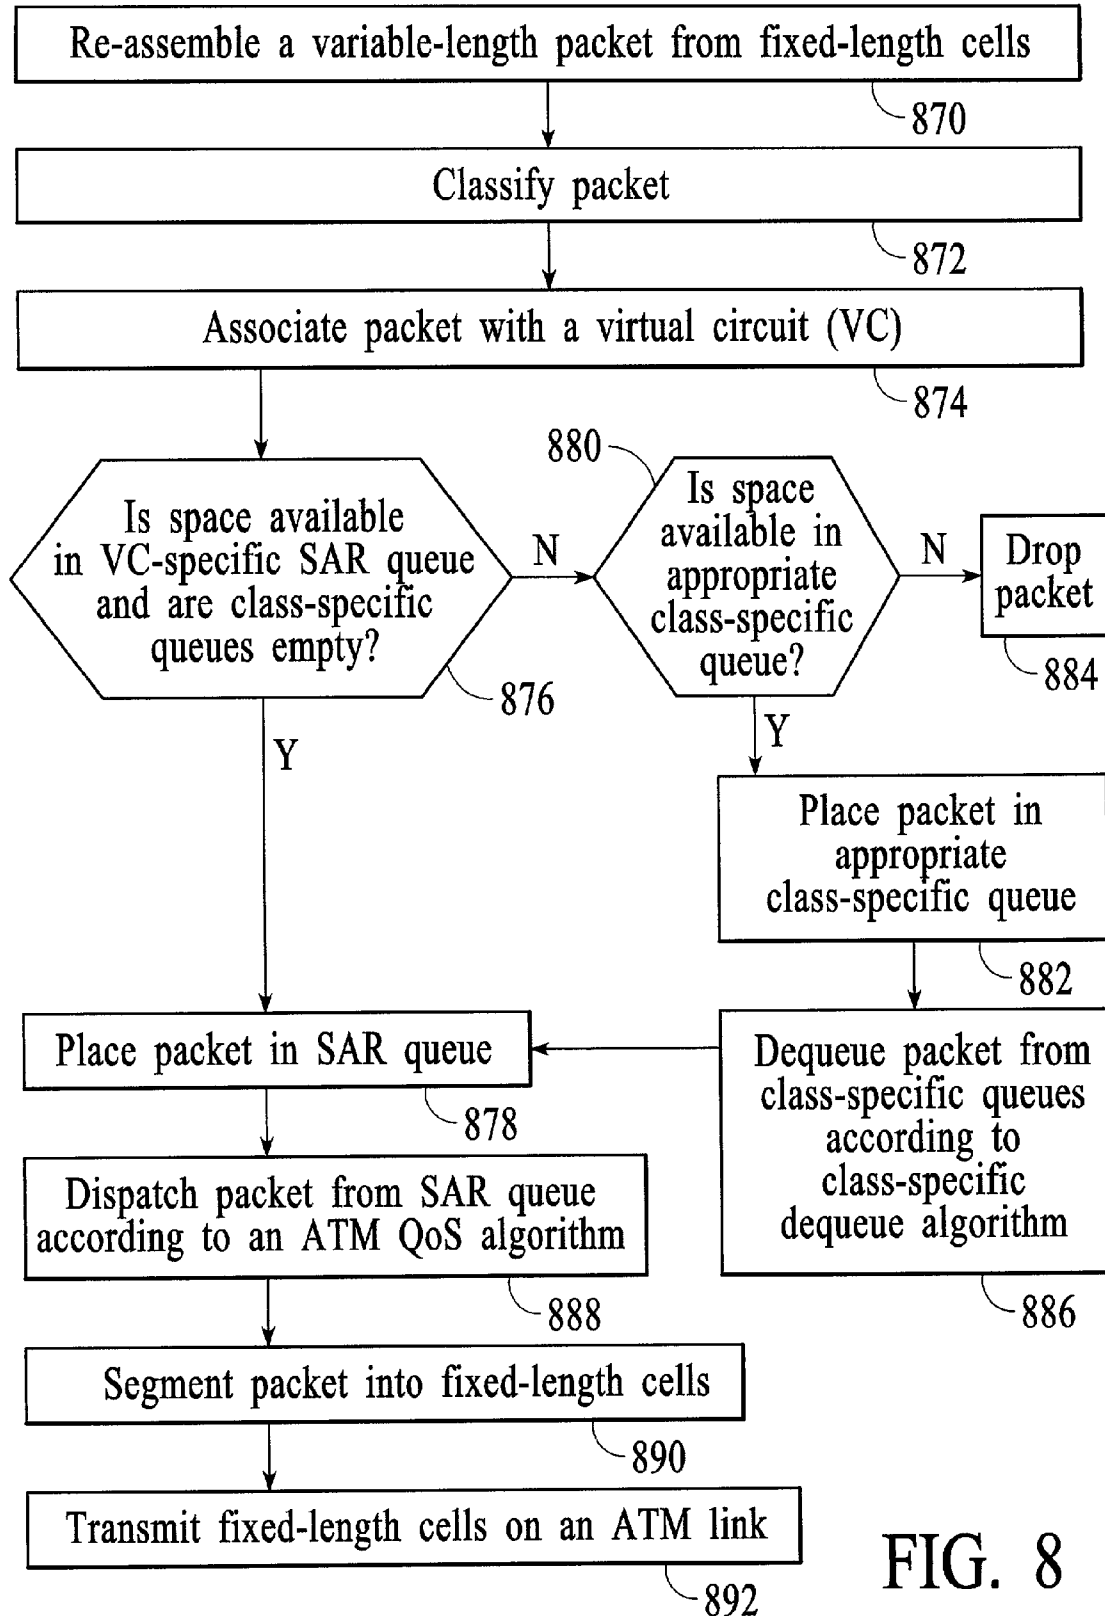 Re-assemble a variable-length packet from fixed-length cells
870
Classify packet
872
Associate packet with a virtual circuit (VC)
874
880
Is space available
in VC-specific SAR queue
and are class-specific
queues empty?
876
N
Y
Is space
available in
appropriate
class-specific
queue?
N
Drop
packet
884
Y
Place packet in
appropriate
class-specific queue
882
Place packet in SAR queue
878
Dequeue packet from
class-specific queues
according to
class-specific
dequeue algorithm
886
Dispatch packet from SAR queue
according to an ATM QoS algorithm
888
Segment packet into fixed-length cells
890
Transmit fixed-length cells on an ATM link
892
FIG. 8